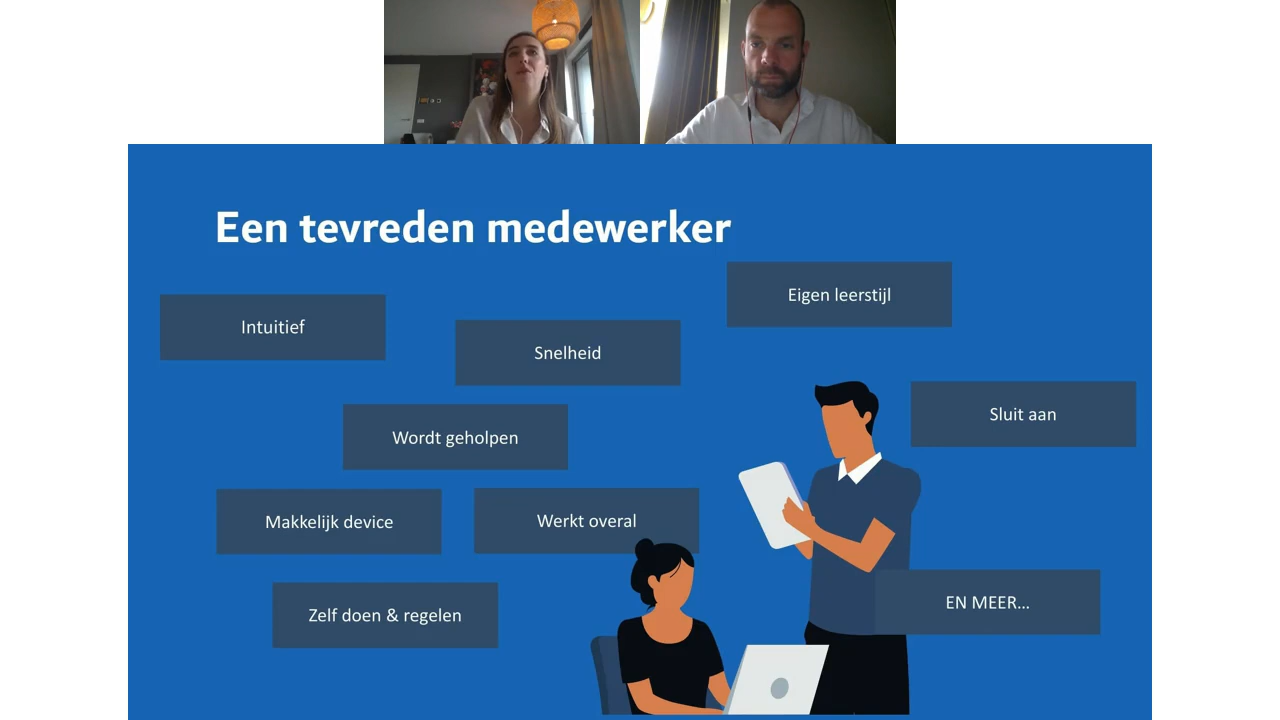 Een tevreden medewerker
Eigen leerstijl
Intuitief
Snelheid
Sluit aan
Wordt geholpen
Makkelijk device
Werkt overal
EN MEER...
Zelf doen & regelen